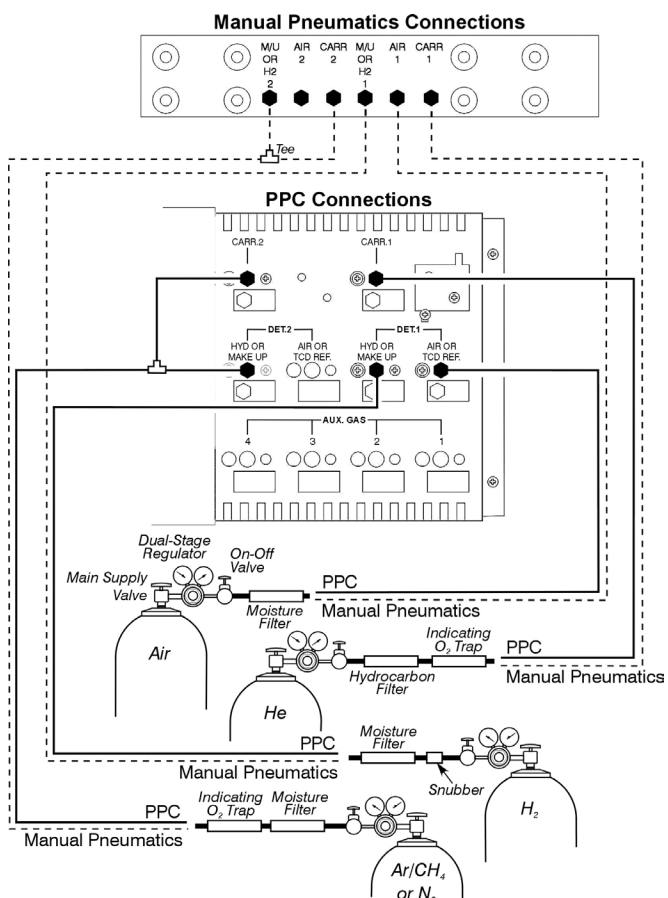 Manual Pneumatics Connections
M/U
OR
H2
2
AIR
2
CARR
2
M/U
OR
H2
1
AIR
1
CARR
1
Tee
PPC Connections
CARR.2
CARR.1
DET.2
DET.1
HYD OR
MAKE UP
AIR OR
TCD REF.
HYD OR
MAKE UP
AIR OR
TCD REF.
AUX. GAS
4
3
2
1
Dual-Stage
Regulator
On-Off
Valve
Main Supply
Valve
PPC
Moisture
Filter
Manual Pneumatics
Air
Indicating
O2 Trap
PPC
Hydrocarbon
Filter
Manual Pneumatics
He
PPC
Moisture
Filter
Manual Pneumatics
Snubber
H2
PPC
Indicating
O2 Trap
Moisture
Filter
Manual Pneumatics
Ar/CH4
or N2